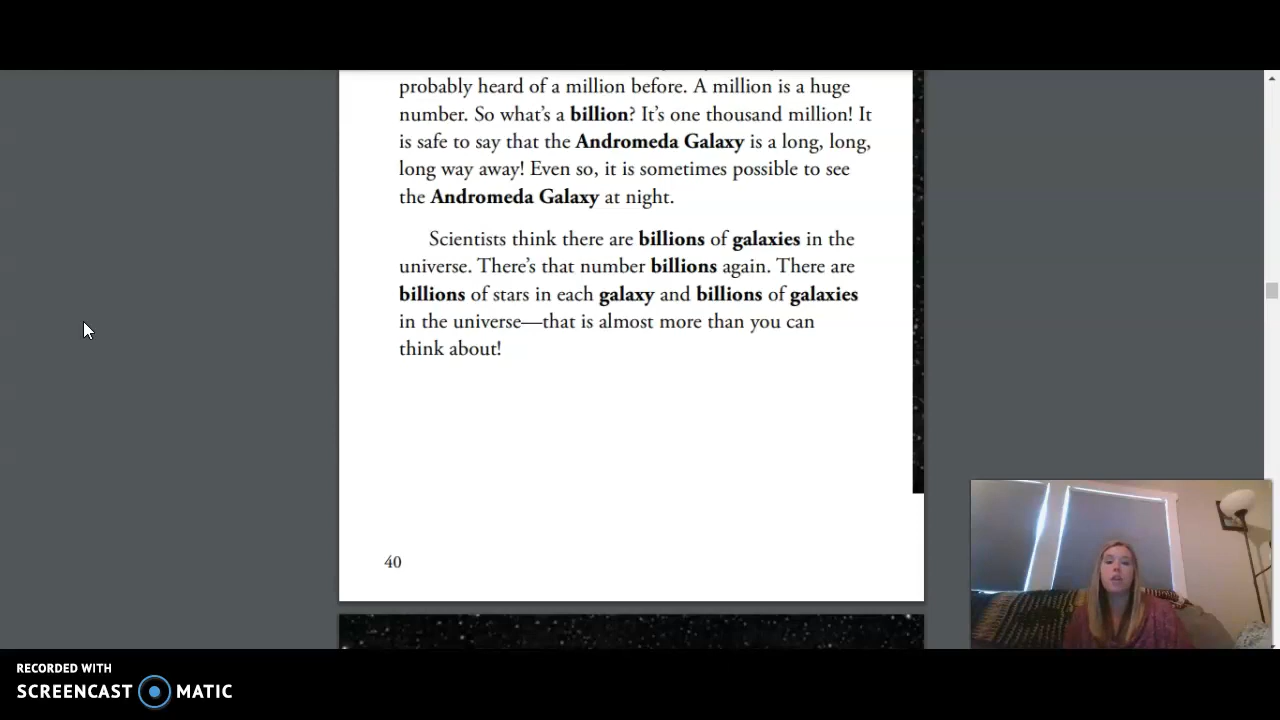 probably heard of a million before. A million is a huge
number. So what's a billion? It's one thousand million! It
is safe to say that the Andromeda Galaxy is a long, long,
long way away! Even so, it is sometimes possible to see
the Andromeda Galaxy at night.
Scientists think there are billions of galaxies in the
universe. There's that number billions again. There are
billions of stars in each galaxy and billions of galaxies
in the universe—that is almost more than you can
think about!
40
RECORDED WITH
SCREENCAST MATIC